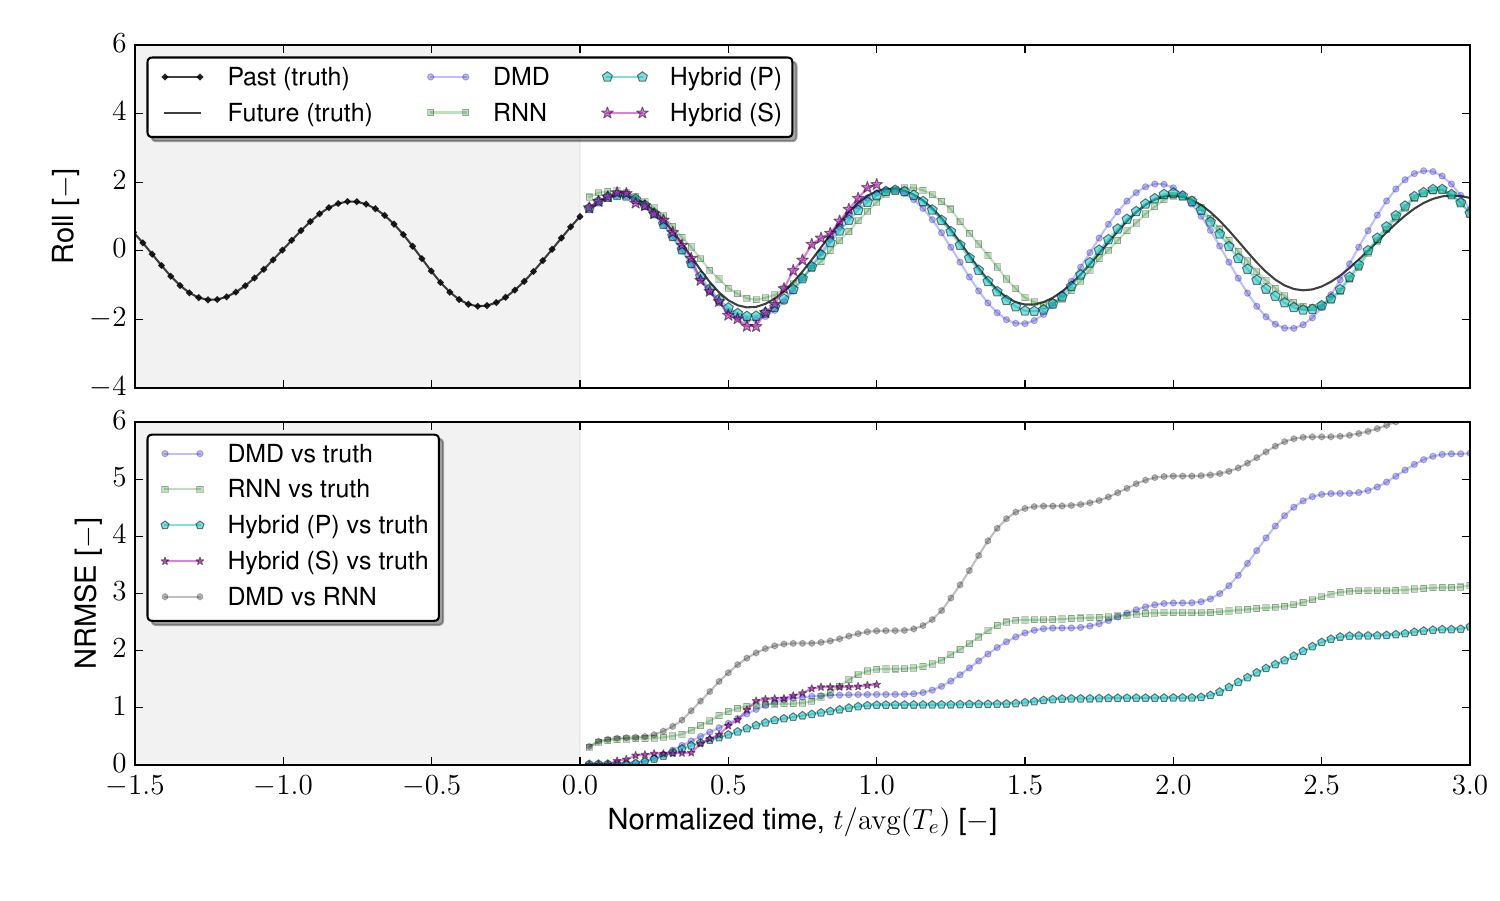 6
4
2
0
−2
−4
Roll [−]
Past (truth)
Future (truth)
DMD
RNN
Hybrid (P)
Hybrid (S)
6
5
4
3
2
1
0
NRMSE [−]
DMD vs truth
RNN vs truth
Hybrid (P) vs truth
Hybrid (S) vs truth
DMD vs RNN
−1.5 −1.0 −0.5 0.0 0.5 1.0 1.5 2.0 2.5 3.0
Normalized time, t/avg(Tₑ) [−]